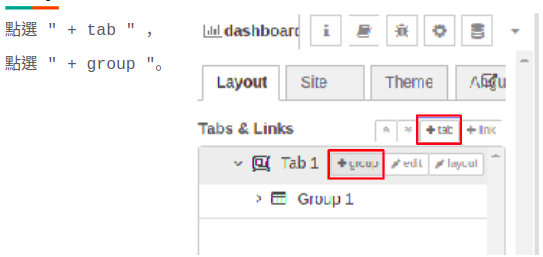 點選 " + tab " ，
點選 " + group "。
dashboard
Layout
Site
Theme
Tabs & Links
+ tab
+ link
Tab 1
+ group
edit
layout
Group 1